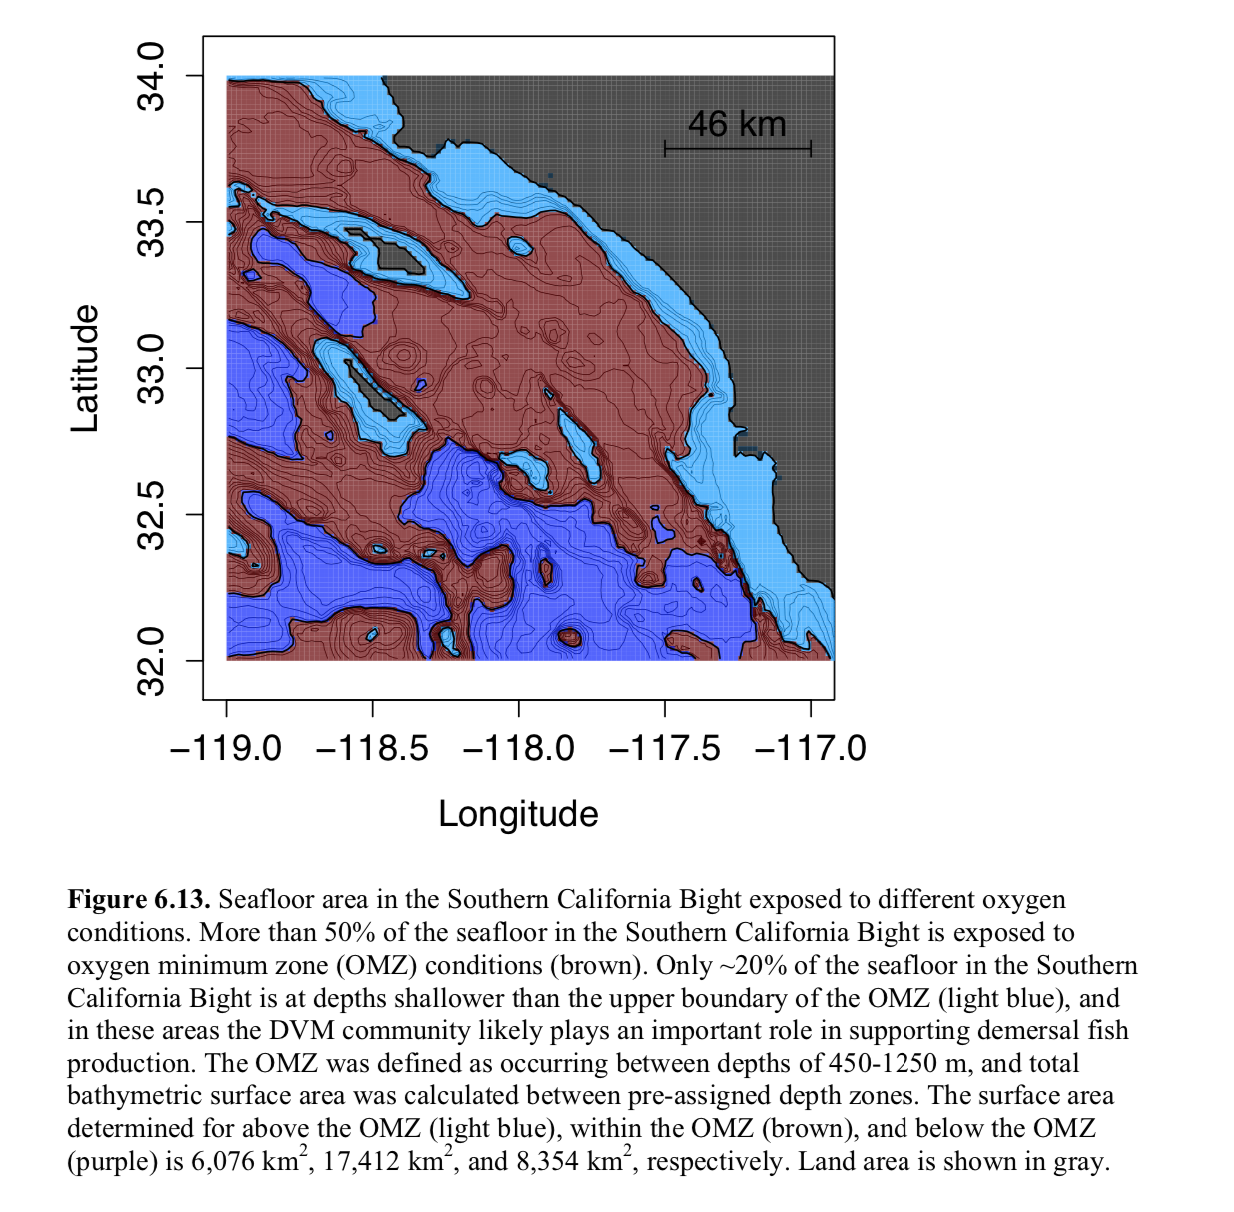 34.0
46 km
33.5
33.0
32.5
32.0
Latitude
−119.0 −118.5 −118.0 −117.5 −117.0
Longitude
Figure 6.13. Seafloor area in the Southern California Bight exposed to different oxygen
conditions. More than 50% of the seafloor in the Southern California Bight is exposed to
oxygen minimum zone (OMZ) conditions (brown). Only ~20% of the seafloor in the Southern
California Bight is at depths shallower than the upper boundary of the OMZ (light blue), and
in these areas the DVM community likely plays an important role in supporting demersal fish
production. The OMZ was defined as occurring between depths of 450-1250 m, and total
bathymetric surface area was calculated between pre-assigned depth zones. The surface area
determined for above the OMZ (light blue), within the OMZ (brown), and below the OMZ
(purple) is 6,076 km², 17,412 km², and 8,354 km², respectively. Land area is shown in gray.